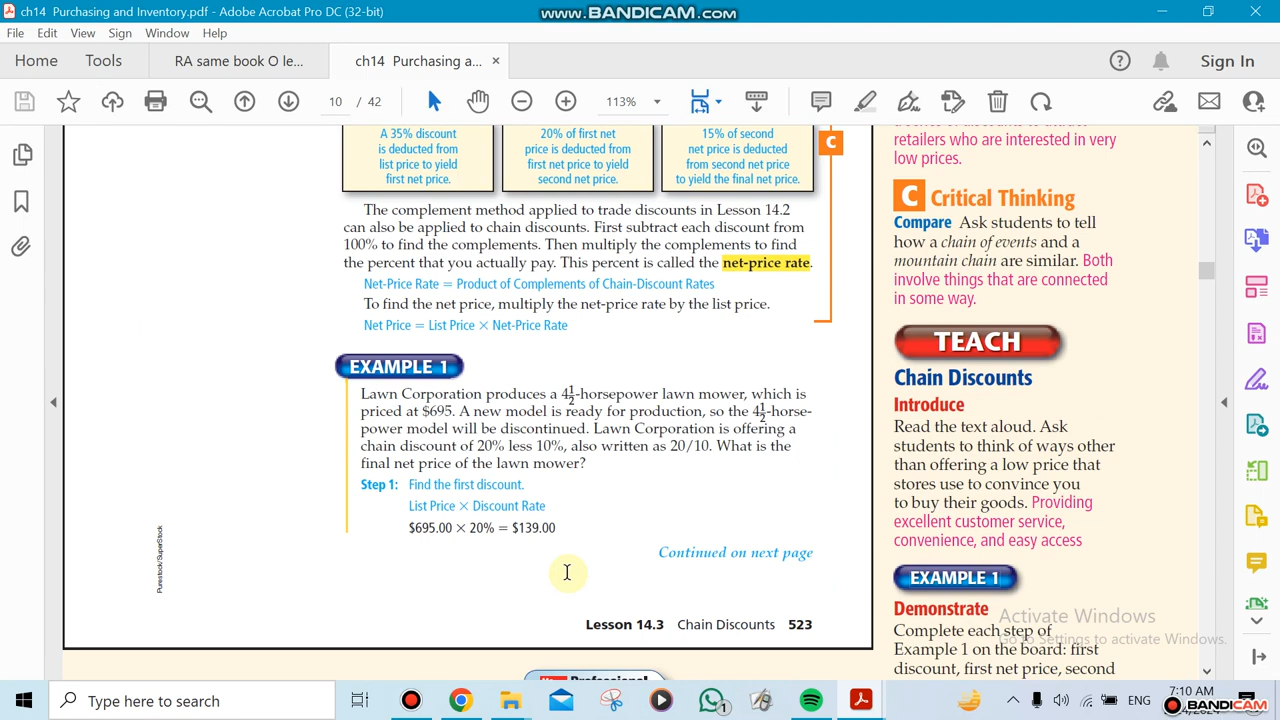 ch14 Purchasing and Inventory.pdf - Adobe Acrobat Pro DC (32-bit)
www.BANDICAM.com
File Edit View Sign Window Help
Home Tools RA same book O le... ch14 Purchasing a... × Sign In
10 / 42 113%
A 35% discount
is deducted from
list price to yield
first net price.
20% of first net
price is deducted from
first net price to yield
second net price.
15% of second
net price is deducted
from second net price
to yield the final net price.
C
The complement method applied to trade discounts in Lesson 14.2
can also be applied to chain discounts. First subtract each discount from
100% to find the complements. Then multiply the complements to find
the percent that you actually pay. This percent is called the net-price rate.
Net-Price Rate = Product of Complements of Chain-Discount Rates
To find the net price, multiply the net-price rate by the list price.
Net Price = List Price × Net-Price Rate
EXAMPLE 1
Lawn Corporation produces a 4½-horsepower lawn mower, which is
priced at $695. A new model is ready for production, so the 4½-horse-
power model will be discontinued. Lawn Corporation is offering a
chain discount of 20% less 10%, also written as 20/10. What is the
final net price of the lawn mower?
Step 1: Find the first discount.
List Price × Discount Rate
$695.00 × 20% = $139.00
Continued on next page
Purestock/SuperStock
Lesson 14.3 Chain Discounts 523
retailers who are interested in very
low prices.
C Critical Thinking
Compare Ask students to tell
how a chain of events and a
mountain chain are similar. Both
involve things that are connected
in some way.
TEACH
Chain Discounts
Introduce
Read the text aloud. Ask
students to think of ways other
than offering a low price that
stores use to convince you
to buy their goods. Providing
excellent customer service,
convenience, and easy access
EXAMPLE 1
Demonstrate
Complete each step of
Example 1 on the board: first
discount, first net price, second
Activate Windows
Go to Settings to activate Windows.
Professional
Type here to search
1
ENG
7:10 AM
BANDICAM